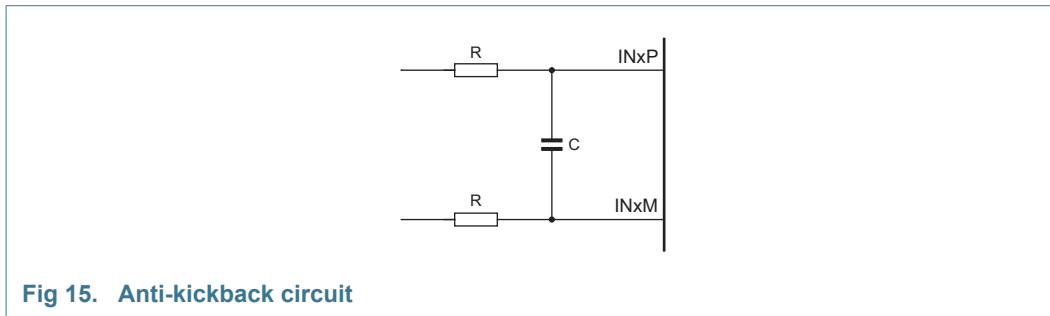 R
INxP
C
R
INxM
Fig 15. Anti-kickback circuit